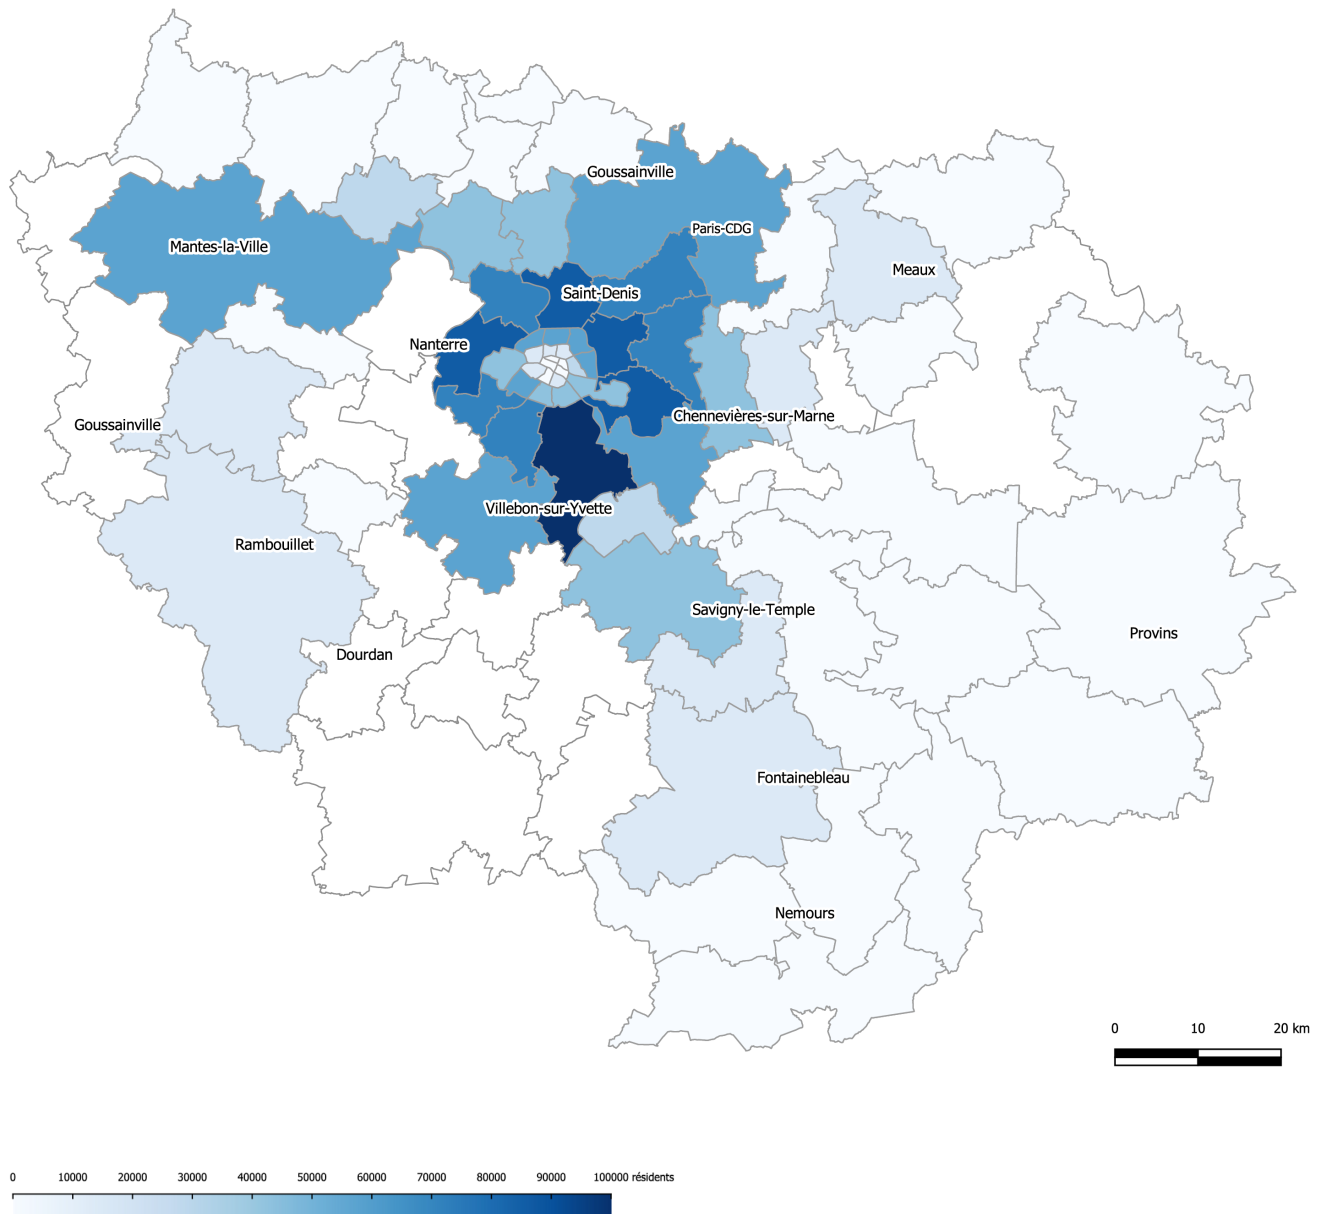 Goussainville
Paris-CDG
Mantes-la-Ville
Meaux
Saint-Denis
Nanterre
Chennevières-sur-Marne
Goussainville
Villebon-sur-Yvette
Rambouillet
Savigny-le-Temple
Provins
Dourdan
Fontainebleau
Nemours
0 10 20 km
0 10000 20000 30000 40000 50000 60000 70000 80000 90000 100000 résidents